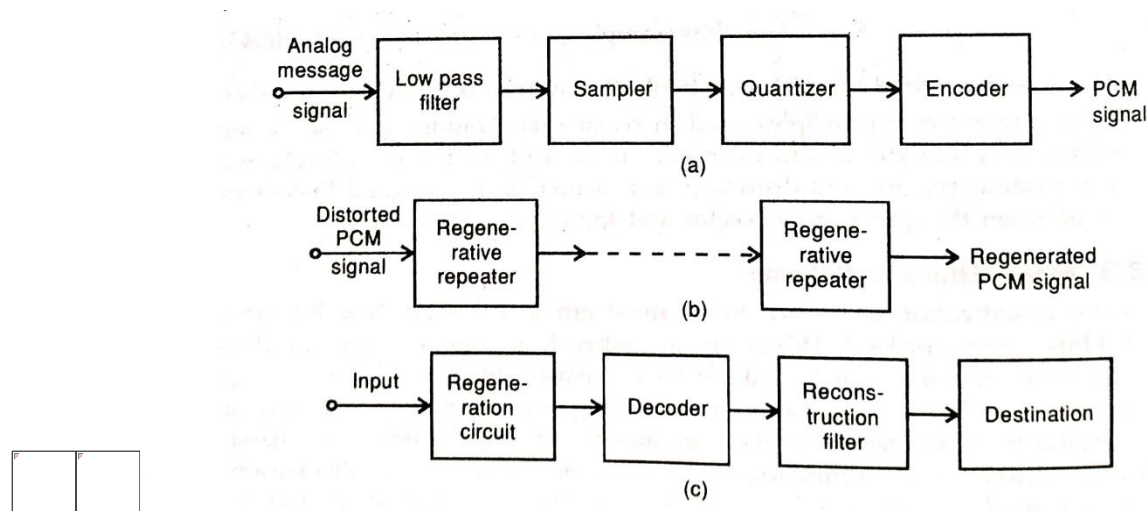 Analog
message
signal
Low pass
filter
Sampler
Quantizer
Encoder
PCM
signal
(a)
Distorted
PCM
signal
Regene-
rative
repeater
Regene-
rative
repeater
Regenerated
PCM signal
(b)
Input
Regene-
ration
circuit
Decoder
Recons-
truction
filter
Destination
(c)